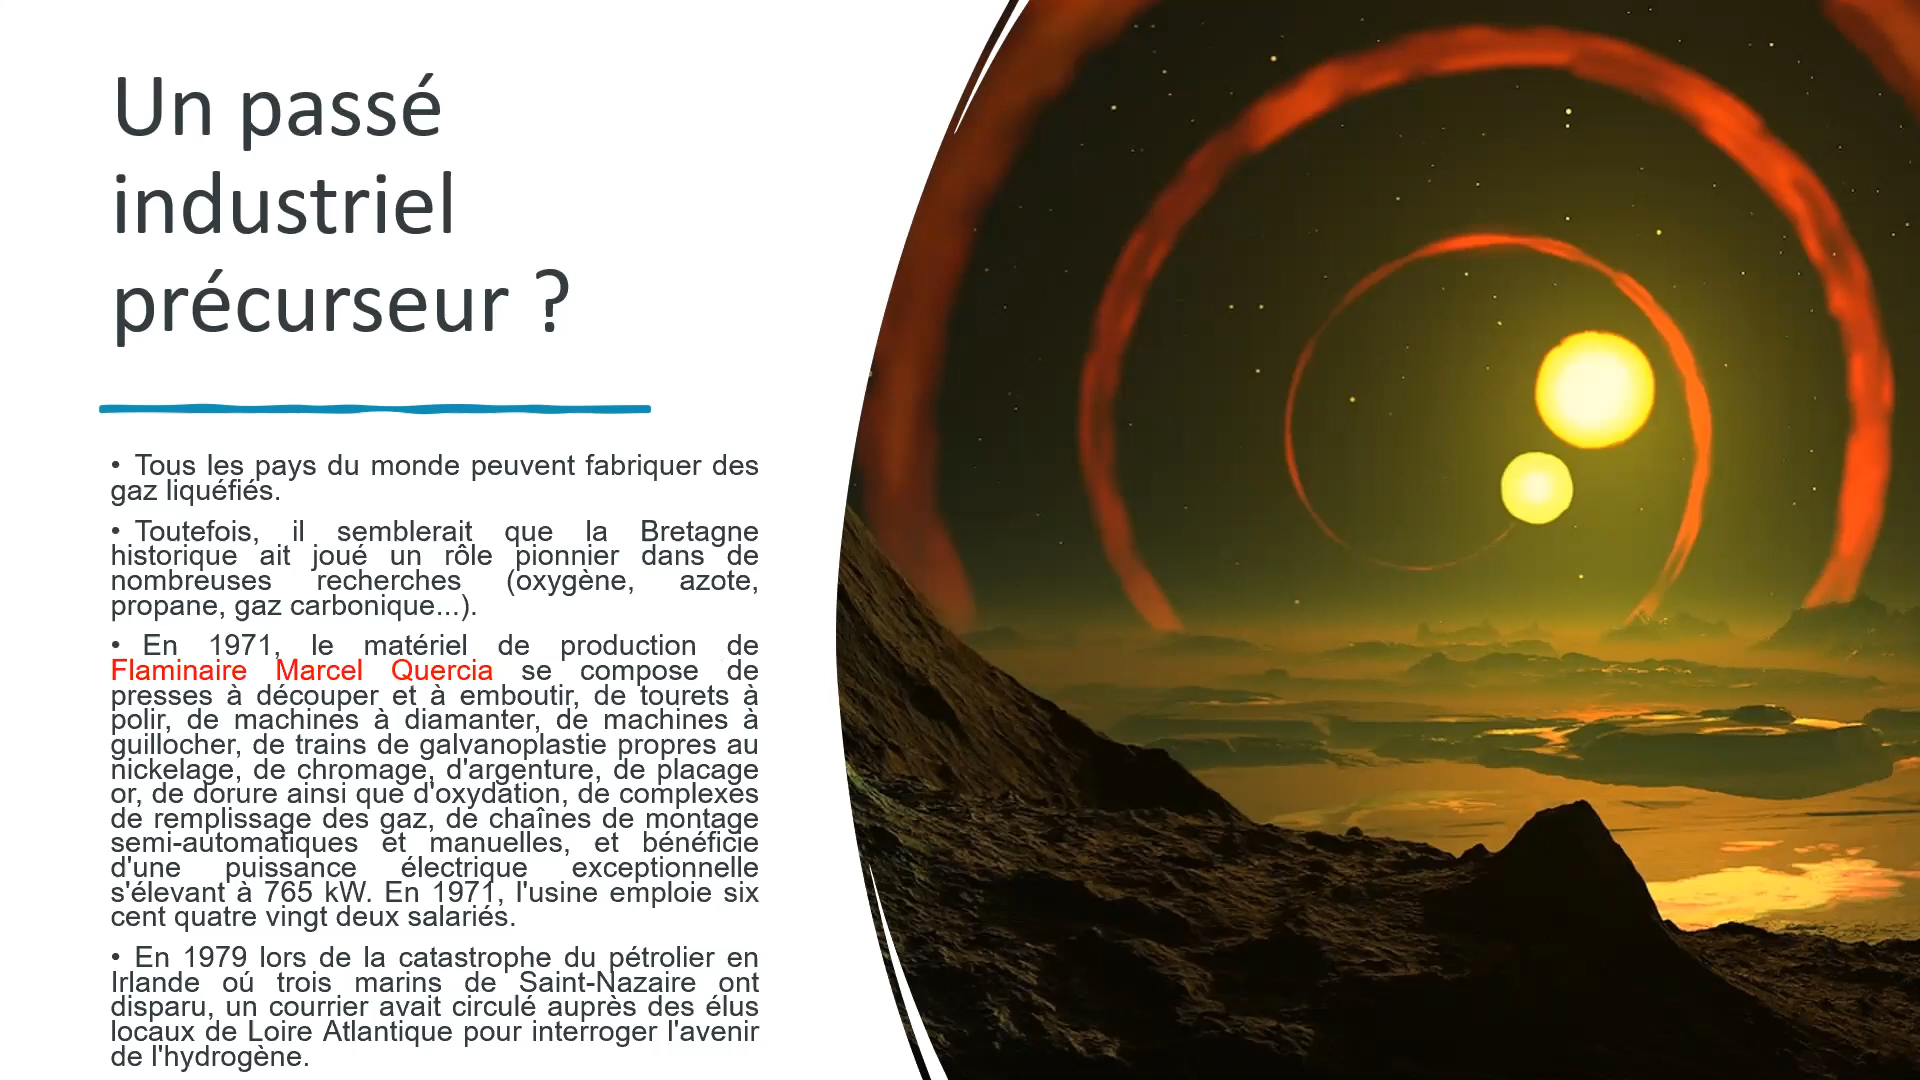 Un passé
industriel
précurseur ?
• Tous les pays du monde peuvent fabriquer des
gaz liquéfiés.
• Toutefois, il semblerait que la Bretagne
historique ait joué un rôle pionnier dans de
nombreuses recherches (oxygène, azote,
propane, gaz carbonique...).
• En 1971, le matériel de production de
Flaminaire Marcel Quercia se compose de
presses à découper et à emboutir, de tourets à
polir, de machines à diamanter, de machines à
guillocher, de trains de galvanoplastie propres au
nickelage, de chromage, d'argenture, de placage
or, de dorure ainsi que d'oxydation, de complexes
de remplissage des gaz, de chaînes de montage
semi-automatiques et manuelles, et bénéficie
d'une puissance électrique exceptionnelle
s'élevant à 765 kW. En 1971, l'usine emploie six
cent quatre vingt deux salariés.
• En 1979 lors de la catastrophe du pétrolier en
Irlande oú trois marins de Saint-Nazaire ont
disparu, un courrier avait circulé auprès des élus
locaux de Loire Atlantique pour interroger l'avenir
de l'hydrogène.